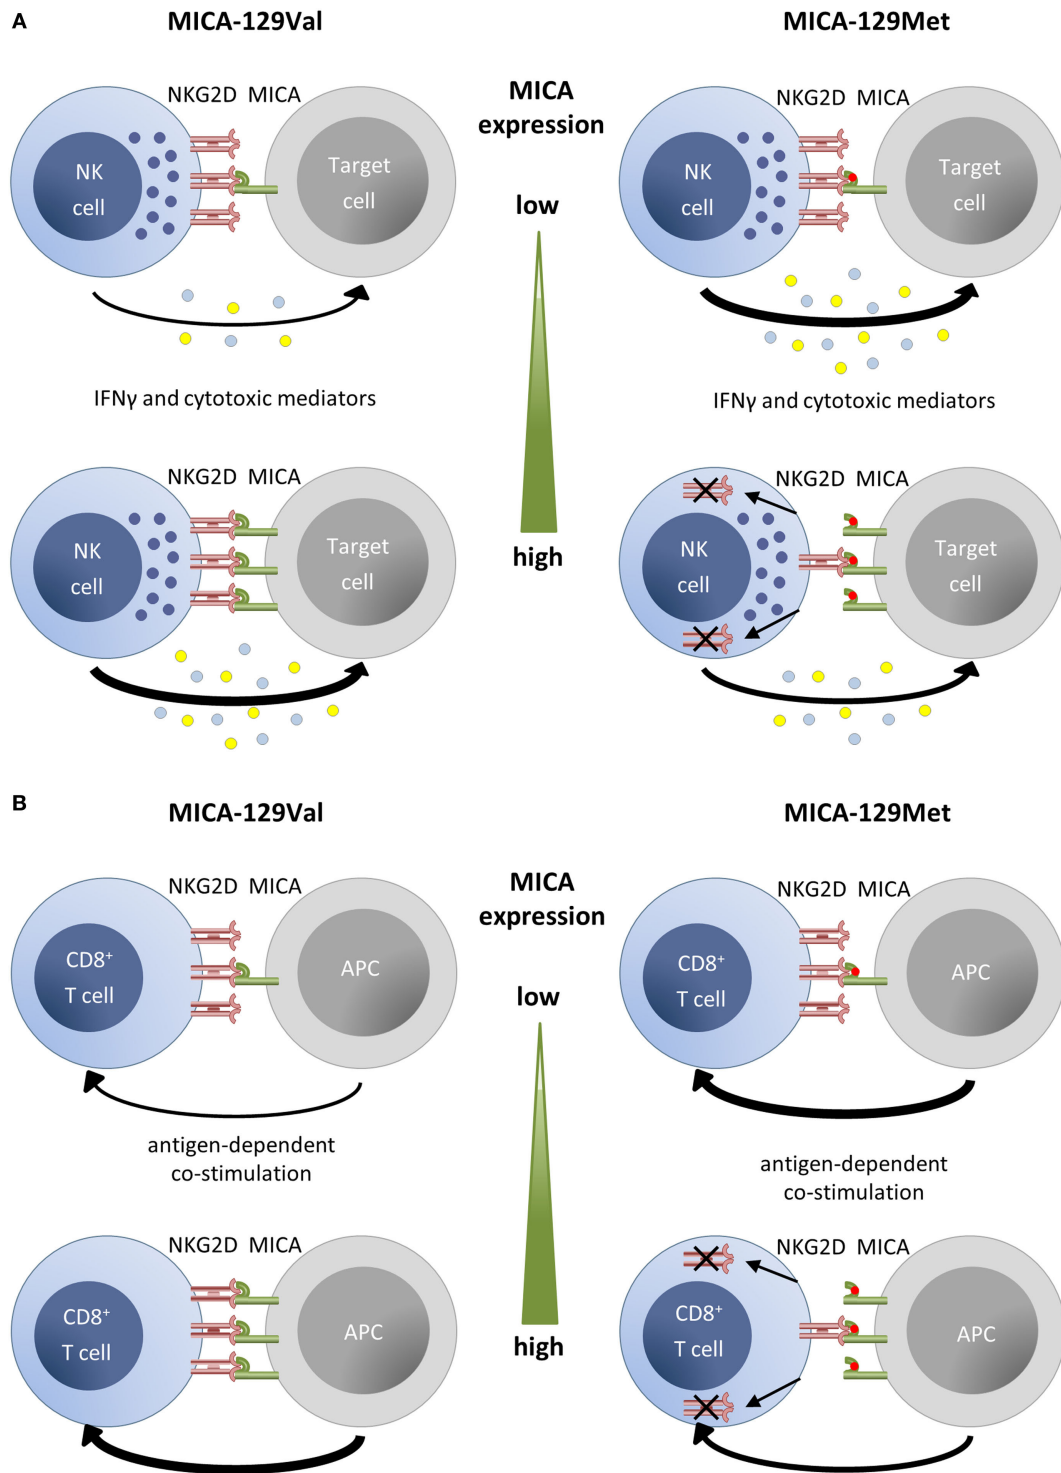 A
MICA-129Val
MICA-129Met
NKG2D MICA
MICA
expression
NKG2D MICA
NK
cell
Target
cell
low
NK
cell
Target
cell
IFNγ and cytotoxic mediators
IFNγ and cytotoxic mediators
NKG2D MICA
NKG2D MICA
NK
cell
Target
cell
high
NK
cell
Target
cell
B
MICA-129Val
MICA-129Met
NKG2D MICA
MICA
expression
NKG2D MICA
CD8⁺
T cell
APC
low
CD8⁺
T cell
APC
antigen-dependent
co-stimulation
antigen-dependent
co-stimulation
NKG2D MICA
NKG2D MICA
CD8⁺
T cell
APC
high
CD8⁺
T cell
APC